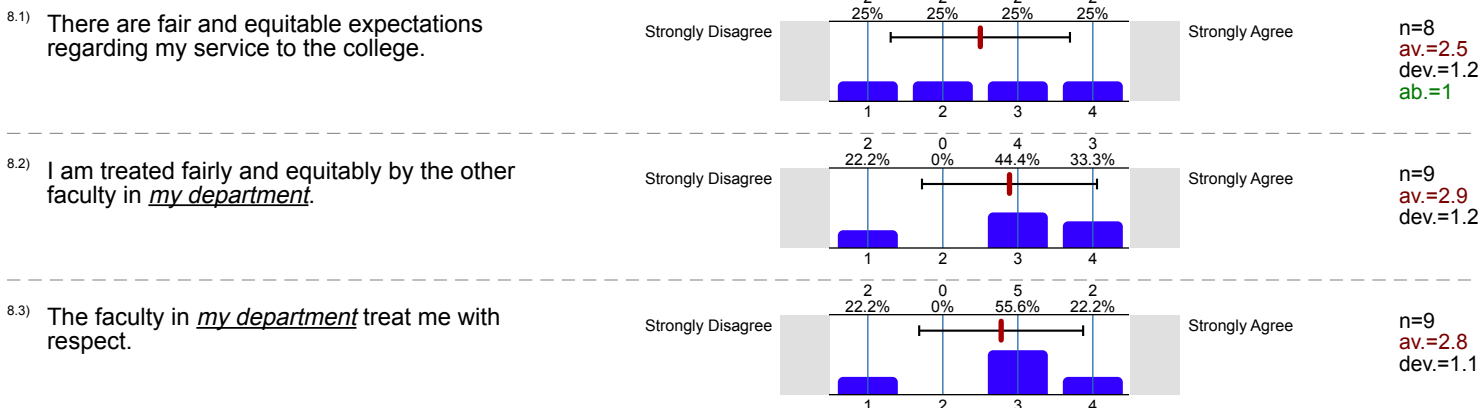 8.1) There are fair and equitable expectations
regarding my service to the college.
Strongly Disagree
25% 25% 25% 25%
1 2 3 4
Strongly Agree
n=8
av.=2.5
dev.=1.2
ab.=1
8.2) I am treated fairly and equitably by the other
faculty in my department.
Strongly Disagree
2 0 4 3
22.2% 0% 44.4% 33.3%
1 2 3 4
Strongly Agree
n=9
av.=2.9
dev.=1.2
8.3) The faculty in my department treat me with
respect.
Strongly Disagree
2 0 5 2
22.2% 0% 55.6% 22.2%
1 2 3 4
Strongly Agree
n=9
av.=2.8
dev.=1.1